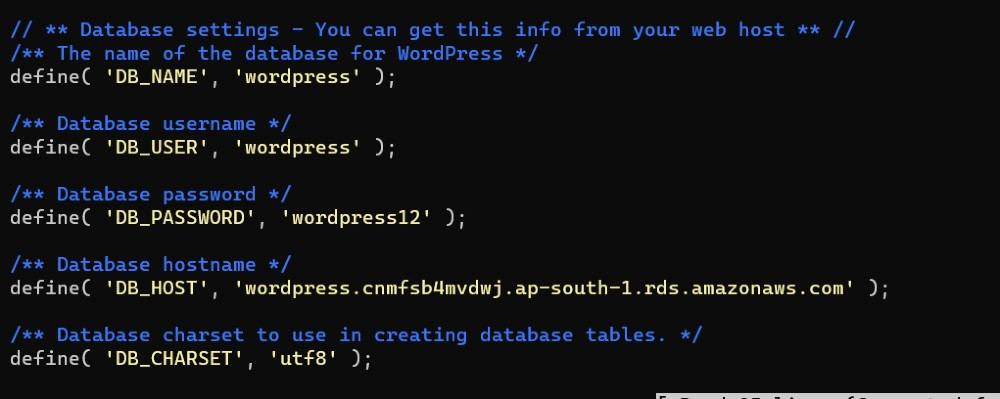 // ** Database settings - You can get this info from your web host ** //
/** The name of the database for WordPress */
define( 'DB_NAME', 'wordpress' );
/** Database username */
define( 'DB_USER', 'wordpress' );
/** Database password */
define( 'DB_PASSWORD', 'wordpress12' );
/** Database hostname */
define( 'DB_HOST', 'wordpress.cnmfsb4mvdwj.ap-south-1.rds.amazonaws.com' );
/** Database charset to use in creating database tables. */
define( 'DB_CHARSET', 'utf8' );